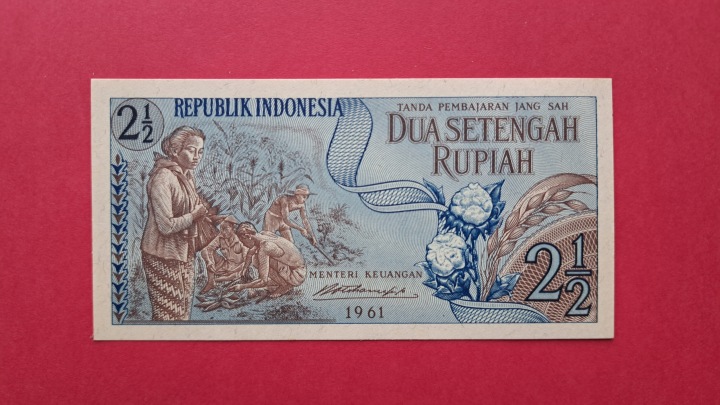 2½
REPUBLIK INDONESIA
TANDA PEMBAJARAN JANG SAH
DUA SETENGAH
RUPIAH
MENTERI KEUANGAN
1961
2½